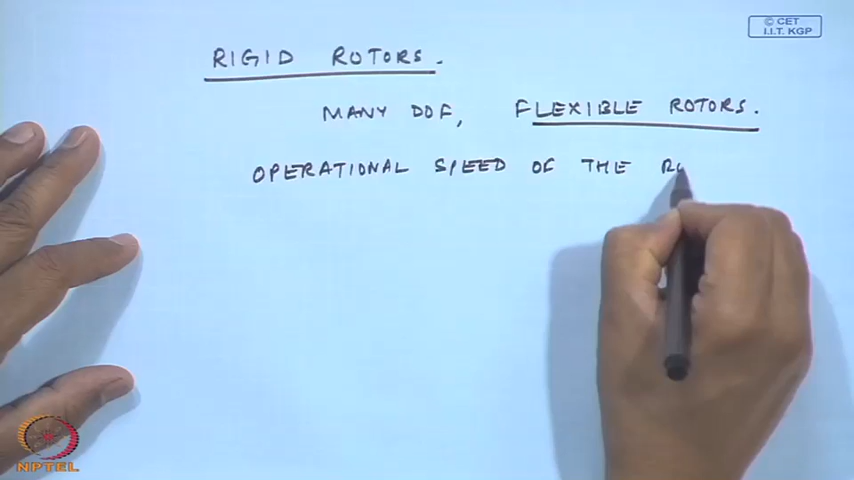 © CET
I.I.T. KGP
RIGID ROTORS.
MANY DOF, FLEXIBLE ROTORS.
OPERATIONAL SPEED OF THE
NPTEL